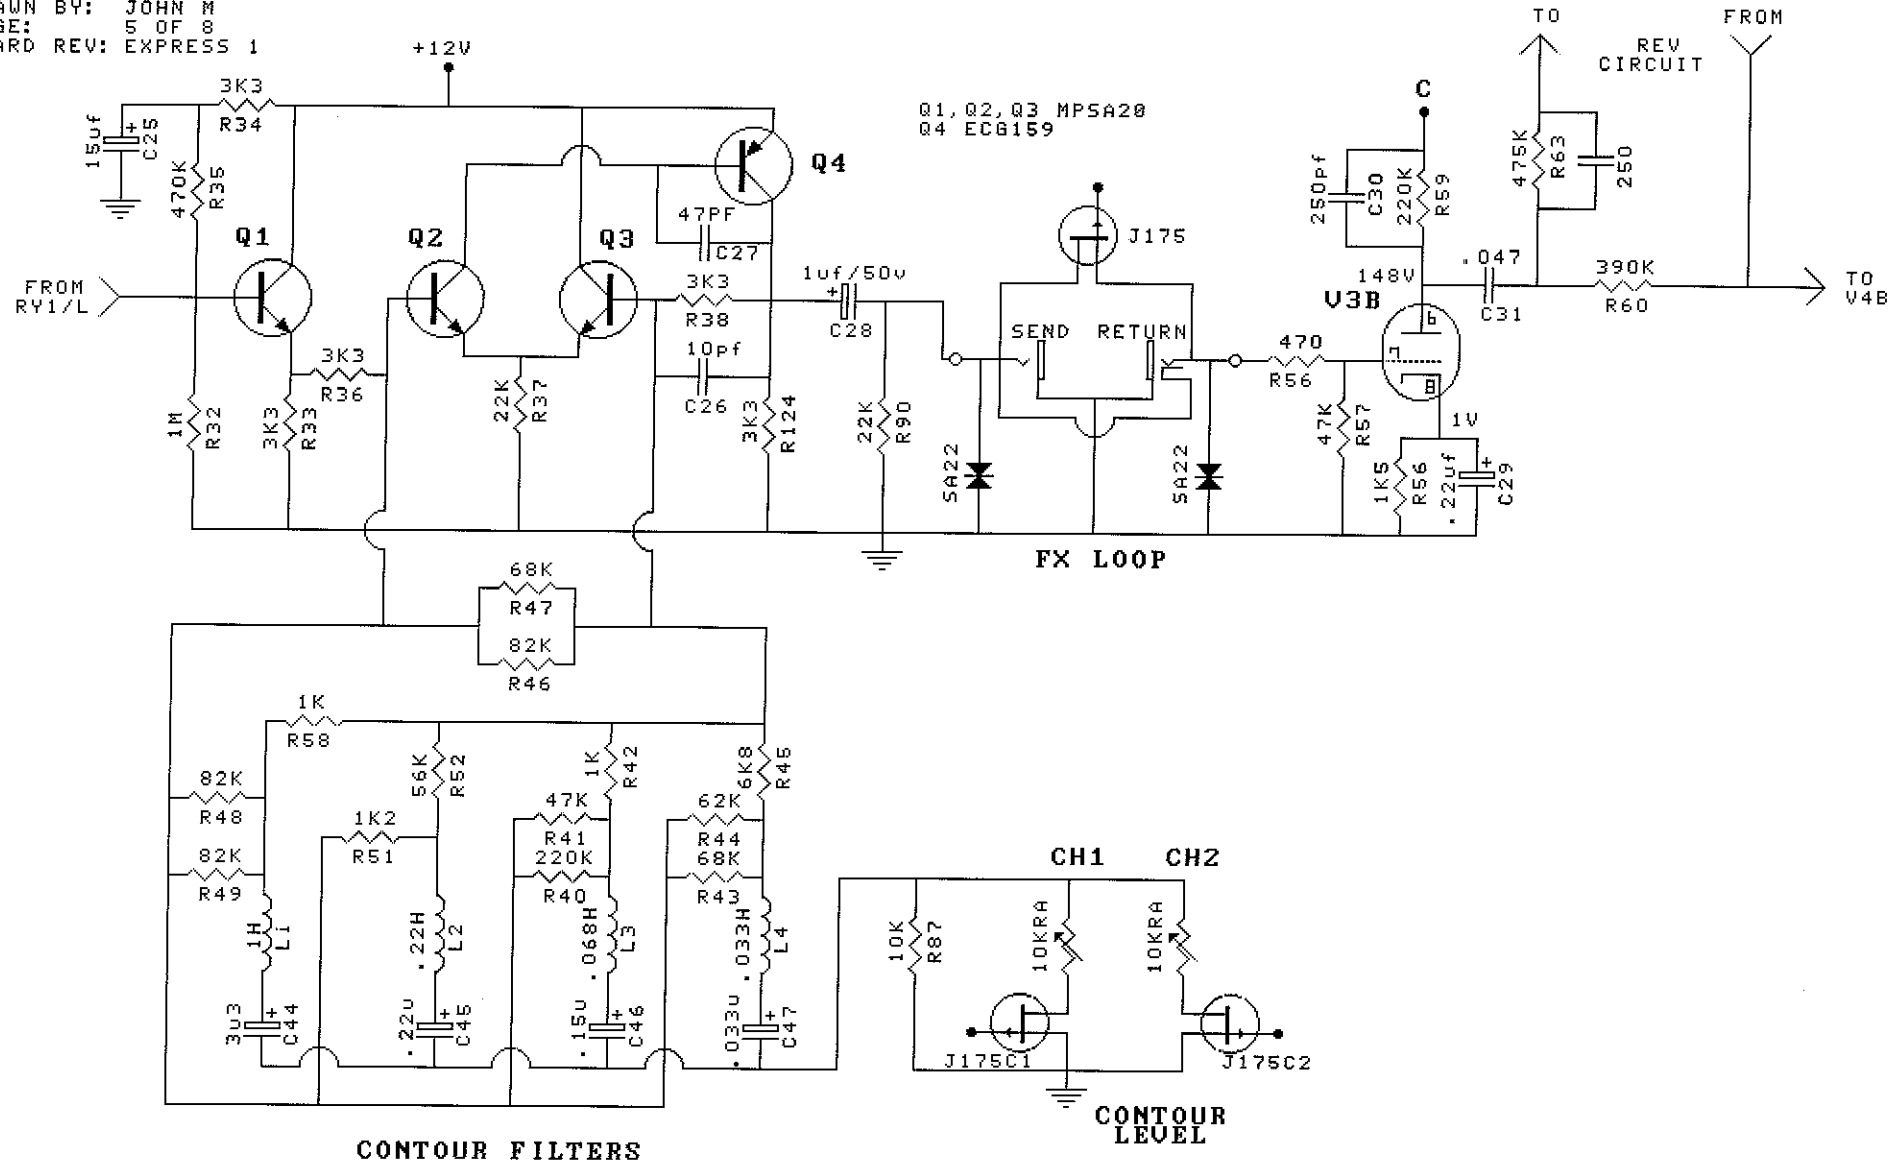 AWN BY: JOHN M
GE: 5 OF 8
ARD REV: EXPRESS 1
+12V
TO
FROM
REV
CIRCUIT
3K3
R34
15uf
C25
470K
R35
Q1,Q2,Q3 MPSA20
Q4 ECG159
Q4
C
250pf
C30
220K
R59
475K
R63
250
Q1
Q2
Q3
47PF
C27
J175
FROM
RY1/L
3K3
R38
1uf/50v
C28
148V
V3B
.047
C31
390K
R60
TO
V4B
SEND
RETURN
3K3
R36
10pf
C26
470
R56
6
7
8
1V
1M
R32
3K3
R33
22K
R37
3K3
R124
22K
R90
SA22
SA22
47K
R57
1K5
R56
.22uf
C29
FX LOOP
68K
R47
82K
R46
1K
R58
56K
R52
1K
R42
6K8
R45
82K
R48
1K2
R51
47K
R41
62K
R44
82K
R49
220K
R40
68K
R43
CH1
CH2
1H
L1
.22H
L2
.068H
L3
.033H
L4
10K
R87
10KRA
10KRA
3u3
C44
.22u
C45
.15u
C46
.033u
C47
J175C1
J175C2
CONTOUR
LEVEL
CONTOUR FILTERS